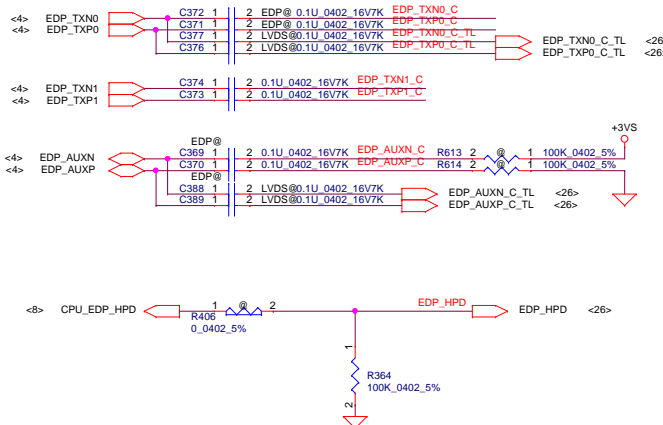 <4> EDP_TXN0 C372 1 2 EDP@ 0.1U_0402_16V7K EDP_TXN0_C
<4> EDP_TXP0 C371 1 2 EDP@ 0.1U_0402_16V7K EDP_TXP0_C
C377 1 2 LVDS@0.1U_0402_16V7K EDP_TXN0_C_TL EDP_TXN0_C_TL <26
C376 1 2 LVDS@0.1U_0402_16V7K EDP_TXP0_C_TL EDP_TXP0_C_TL <26
<4> EDP_TXN1 C374 1 2 0.1U_0402_16V7K EDP_TXN1_C
<4> EDP_TXP1 C373 1 2 0.1U_0402_16V7K EDP_TXP1_C
+3VS
EDP@
<4> EDP_AUXN C369 1 2 0.1U_0402_16V7K EDP_AUXN_C R613 2 @ 1 100K_0402_5%
<4> EDP_AUXP C370 1 2 0.1U_0402_16V7K EDP_AUXP_C R614 2 @ 1 100K_0402_5%
EDP@
C388 1 2 LVDS@0.1U_0402_16V7K EDP_AUXN_C_TL <26>
C389 1 2 LVDS@0.1U_0402_16V7K EDP_AUXP_C_TL <26>
<8> CPU_EDP_HPD 1 @ 2 EDP_HPD EDP_HPD <26>
R406
0_0402_5%
1
R364
100K_0402_5%
2